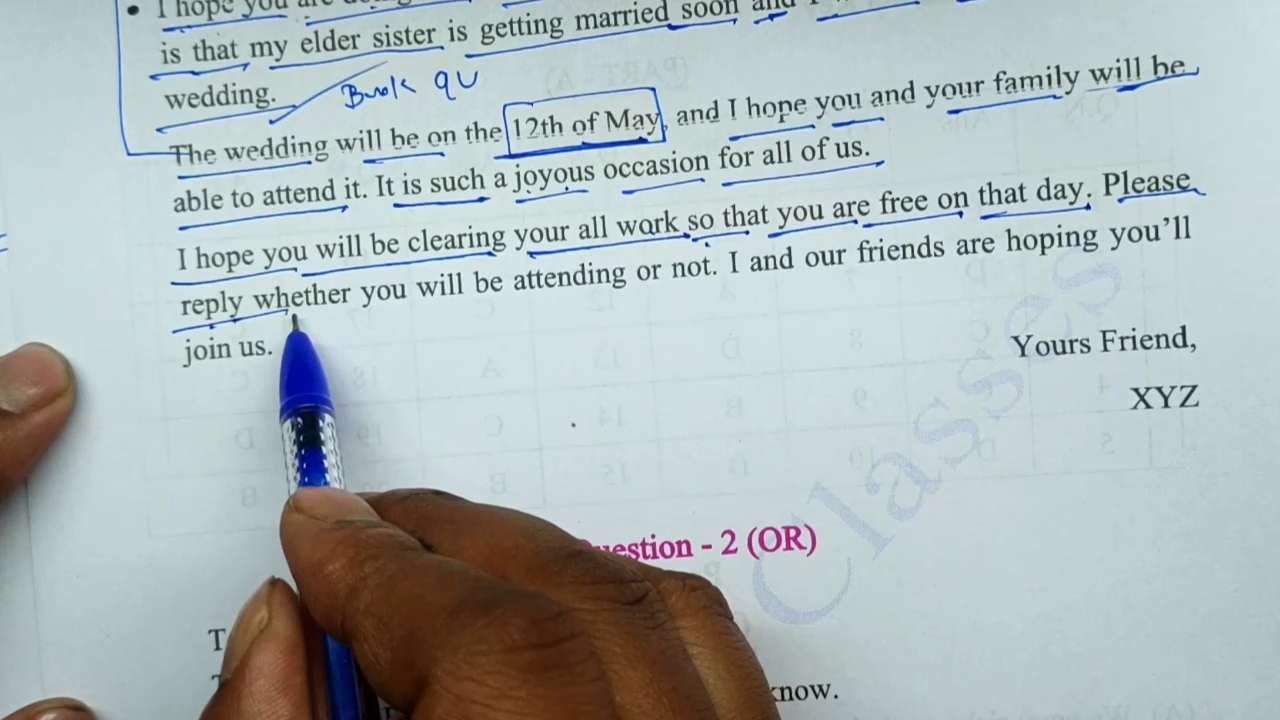 I hope you are
is that my elder sister is getting married soon and
wedding.
Book qu
The wedding will be on the 12th of May, and I hope you and your family will be
able to attend it. It is such a joyous occasion for all of us.
I hope you will be clearing your all work so that you are free on that day. Please
reply whether you will be attending or not. I and our friends are hoping you'll
join us.
Yours Friend,
XYZ
Classes
Question - 2 (OR)
know.